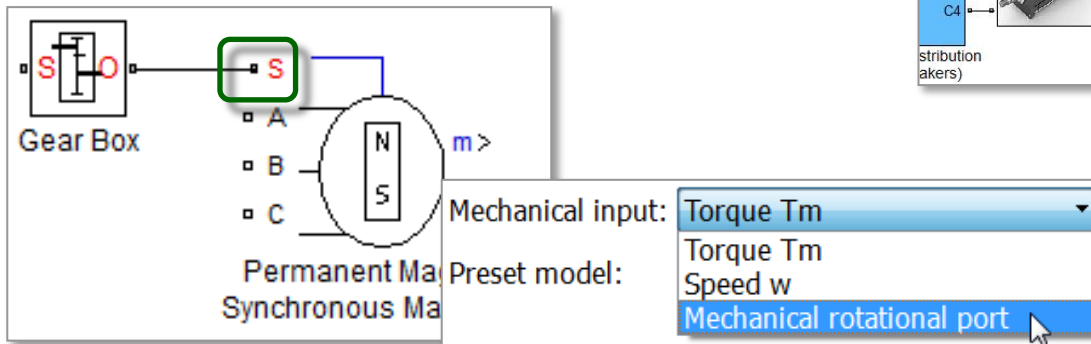 C4
stribution
akers)
S O
S
Gear Box
A
B
C
N
S
m>
Permanent Ma
Synchronous Ma
Mechanical input: Torque Tm
Torque Tm
Preset model:
Speed w
Mechanical rotational port